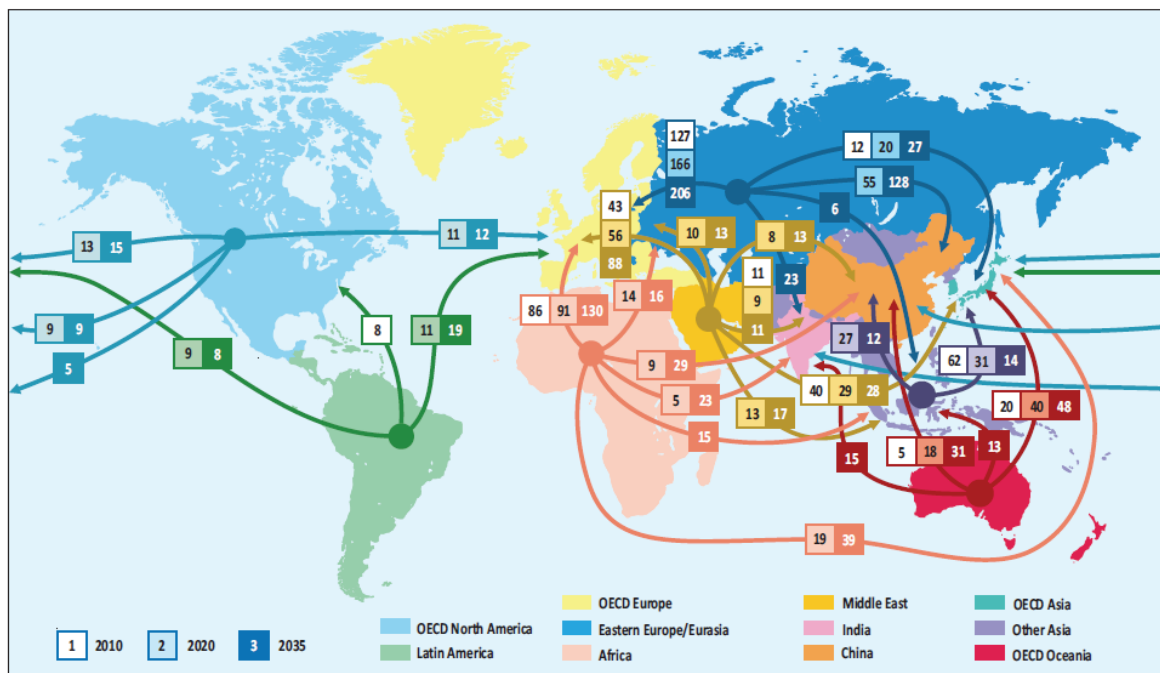 127
166
206
12 20 27
55 128
6
43
56
88
10 13
8 13
13 15
11 12
11
9
11
23
86 91 130
14 16
8
11 19
9 9
9 8
27 12
62 31 14
9 29
5
5 23
40 29 28
20 40 48
13 17
15
15
5 18 31
13
19 39
1 2010
2 2020
3 2035
OECD North America
Latin America
OECD Europe
Eastern Europe/Eurasia
Africa
Middle East
India
China
OECD Asia
Other Asia
OECD Oceania